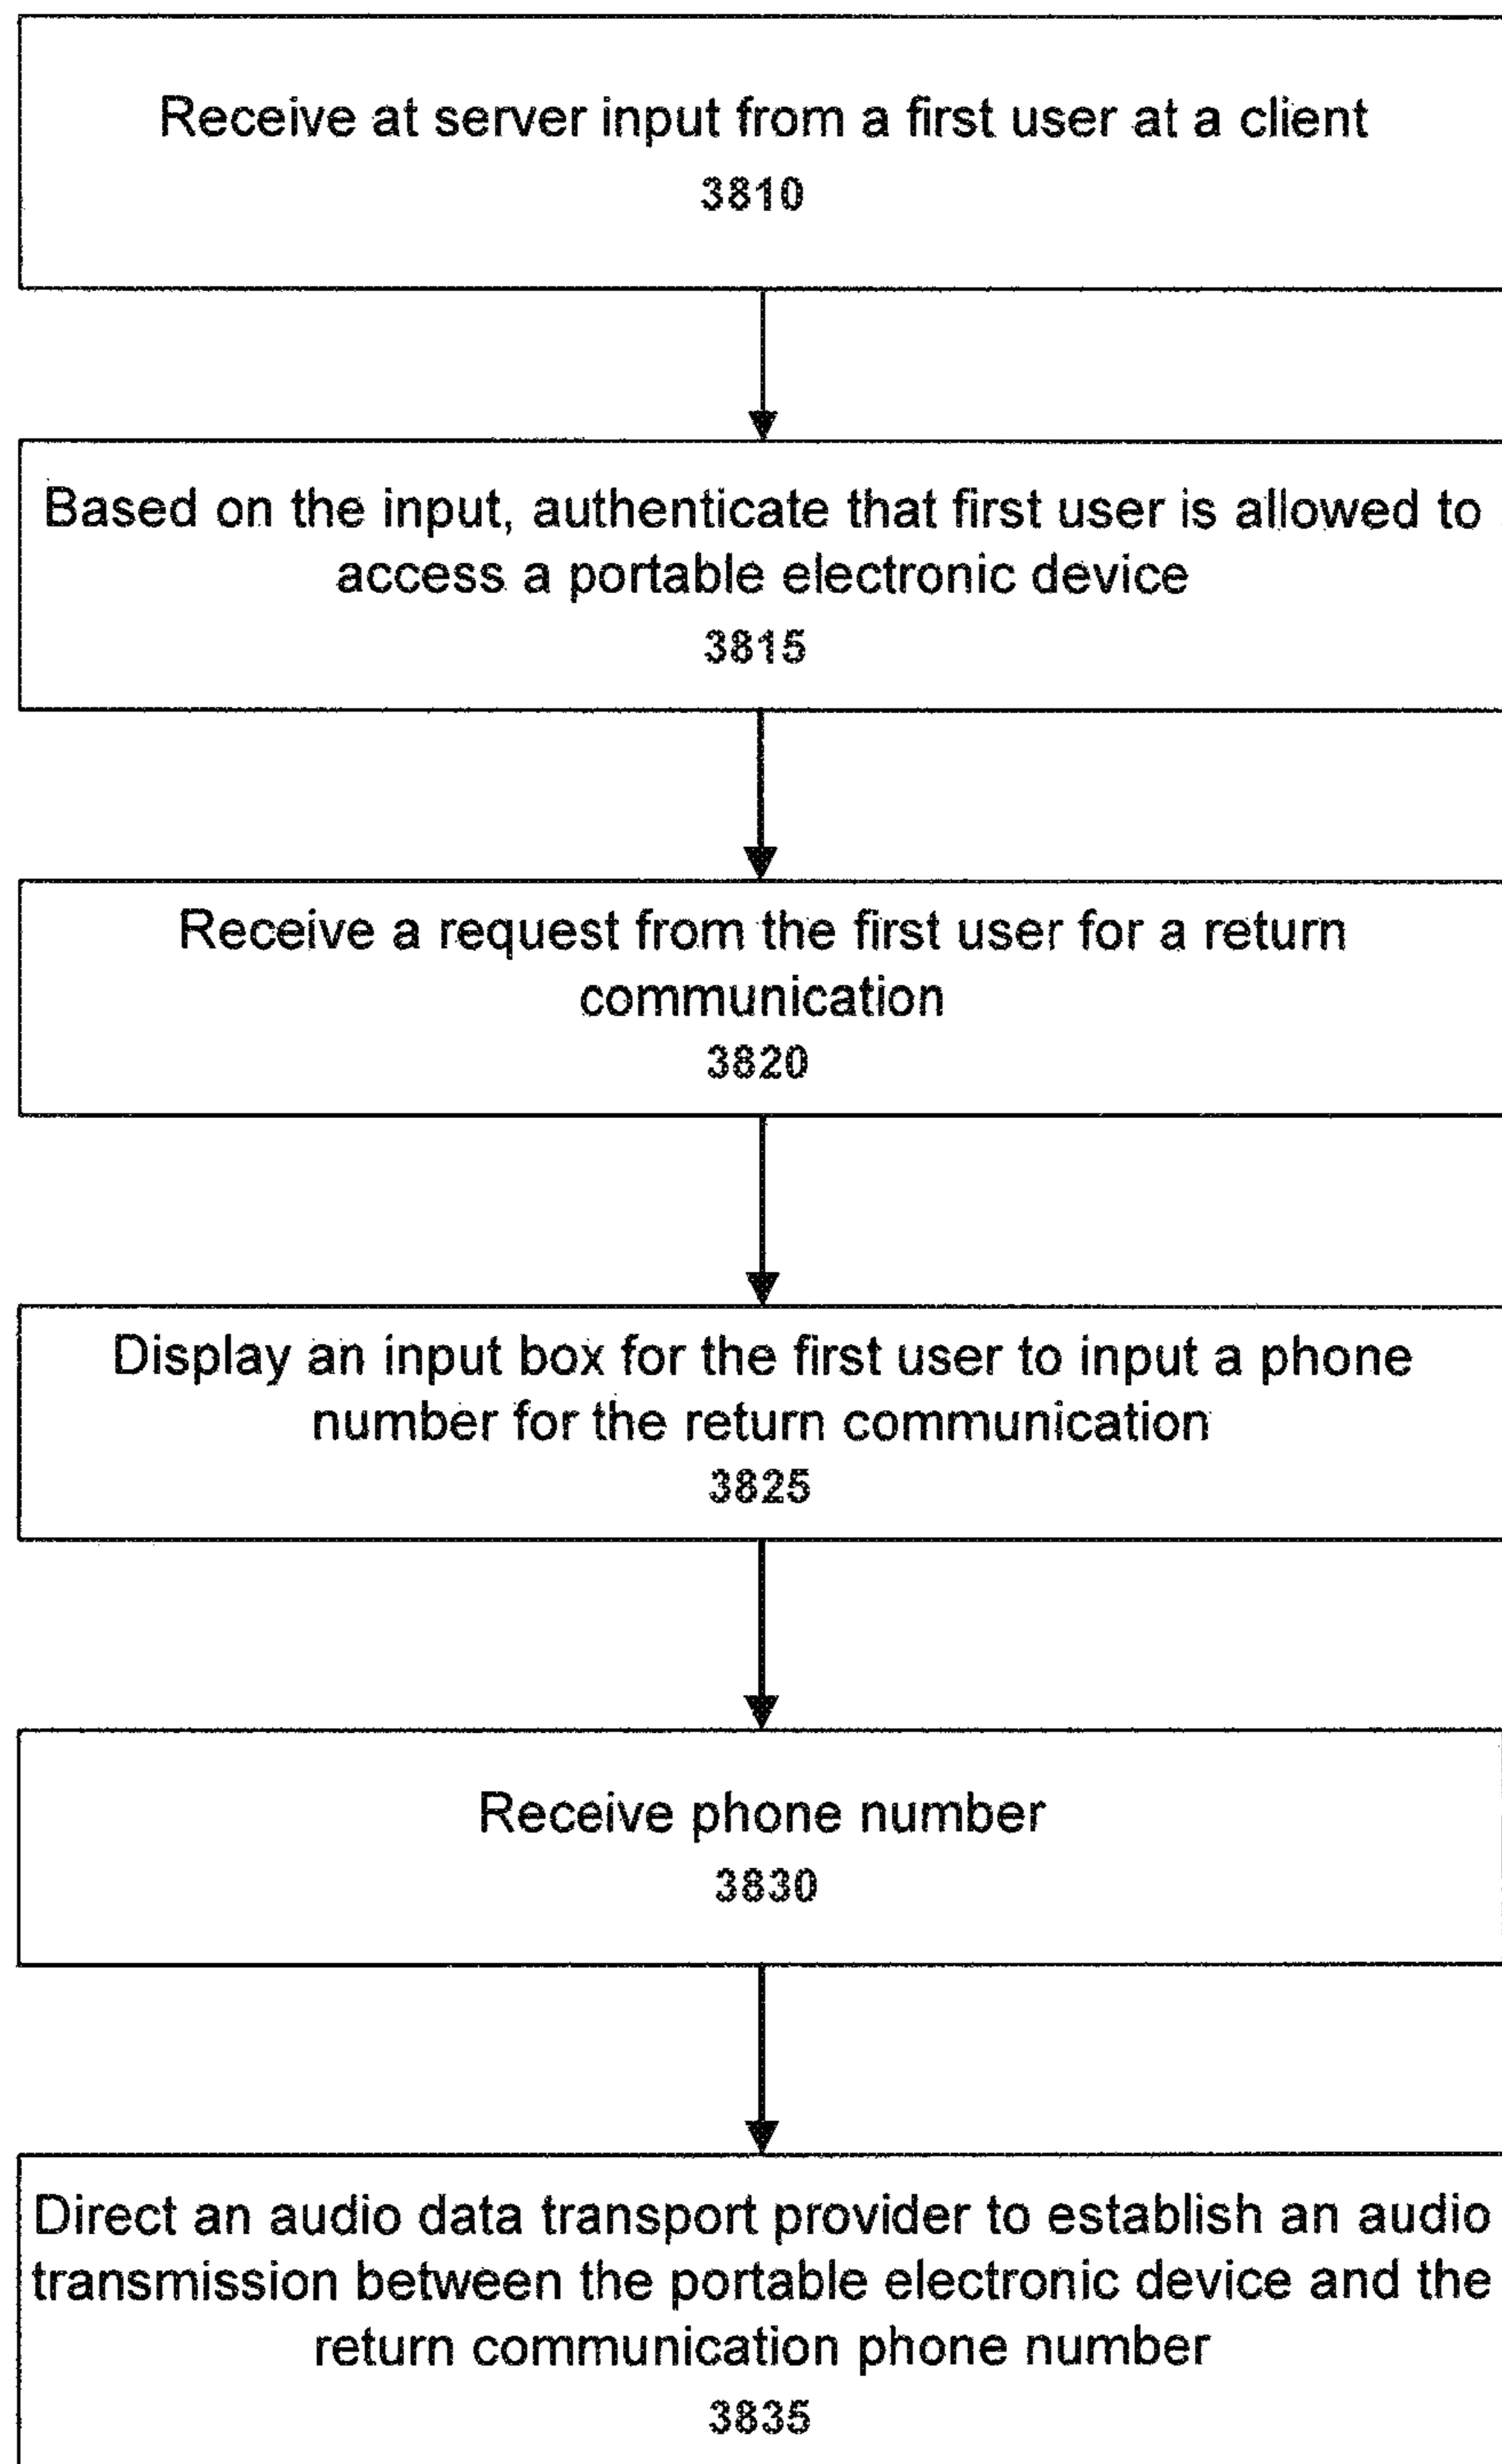 Receive at server input from a first user at a client
3810
Based on the input, authenticate that first user is allowed to
access a portable electronic device
3815
Receive a request from the first user for a return
communication
3820
Display an input box for the first user to input a phone
number for the return communication
3825
Receive phone number
3830
Direct an audio data transport provider to establish an audio
transmission between the portable electronic device and the
return communication phone number
3835